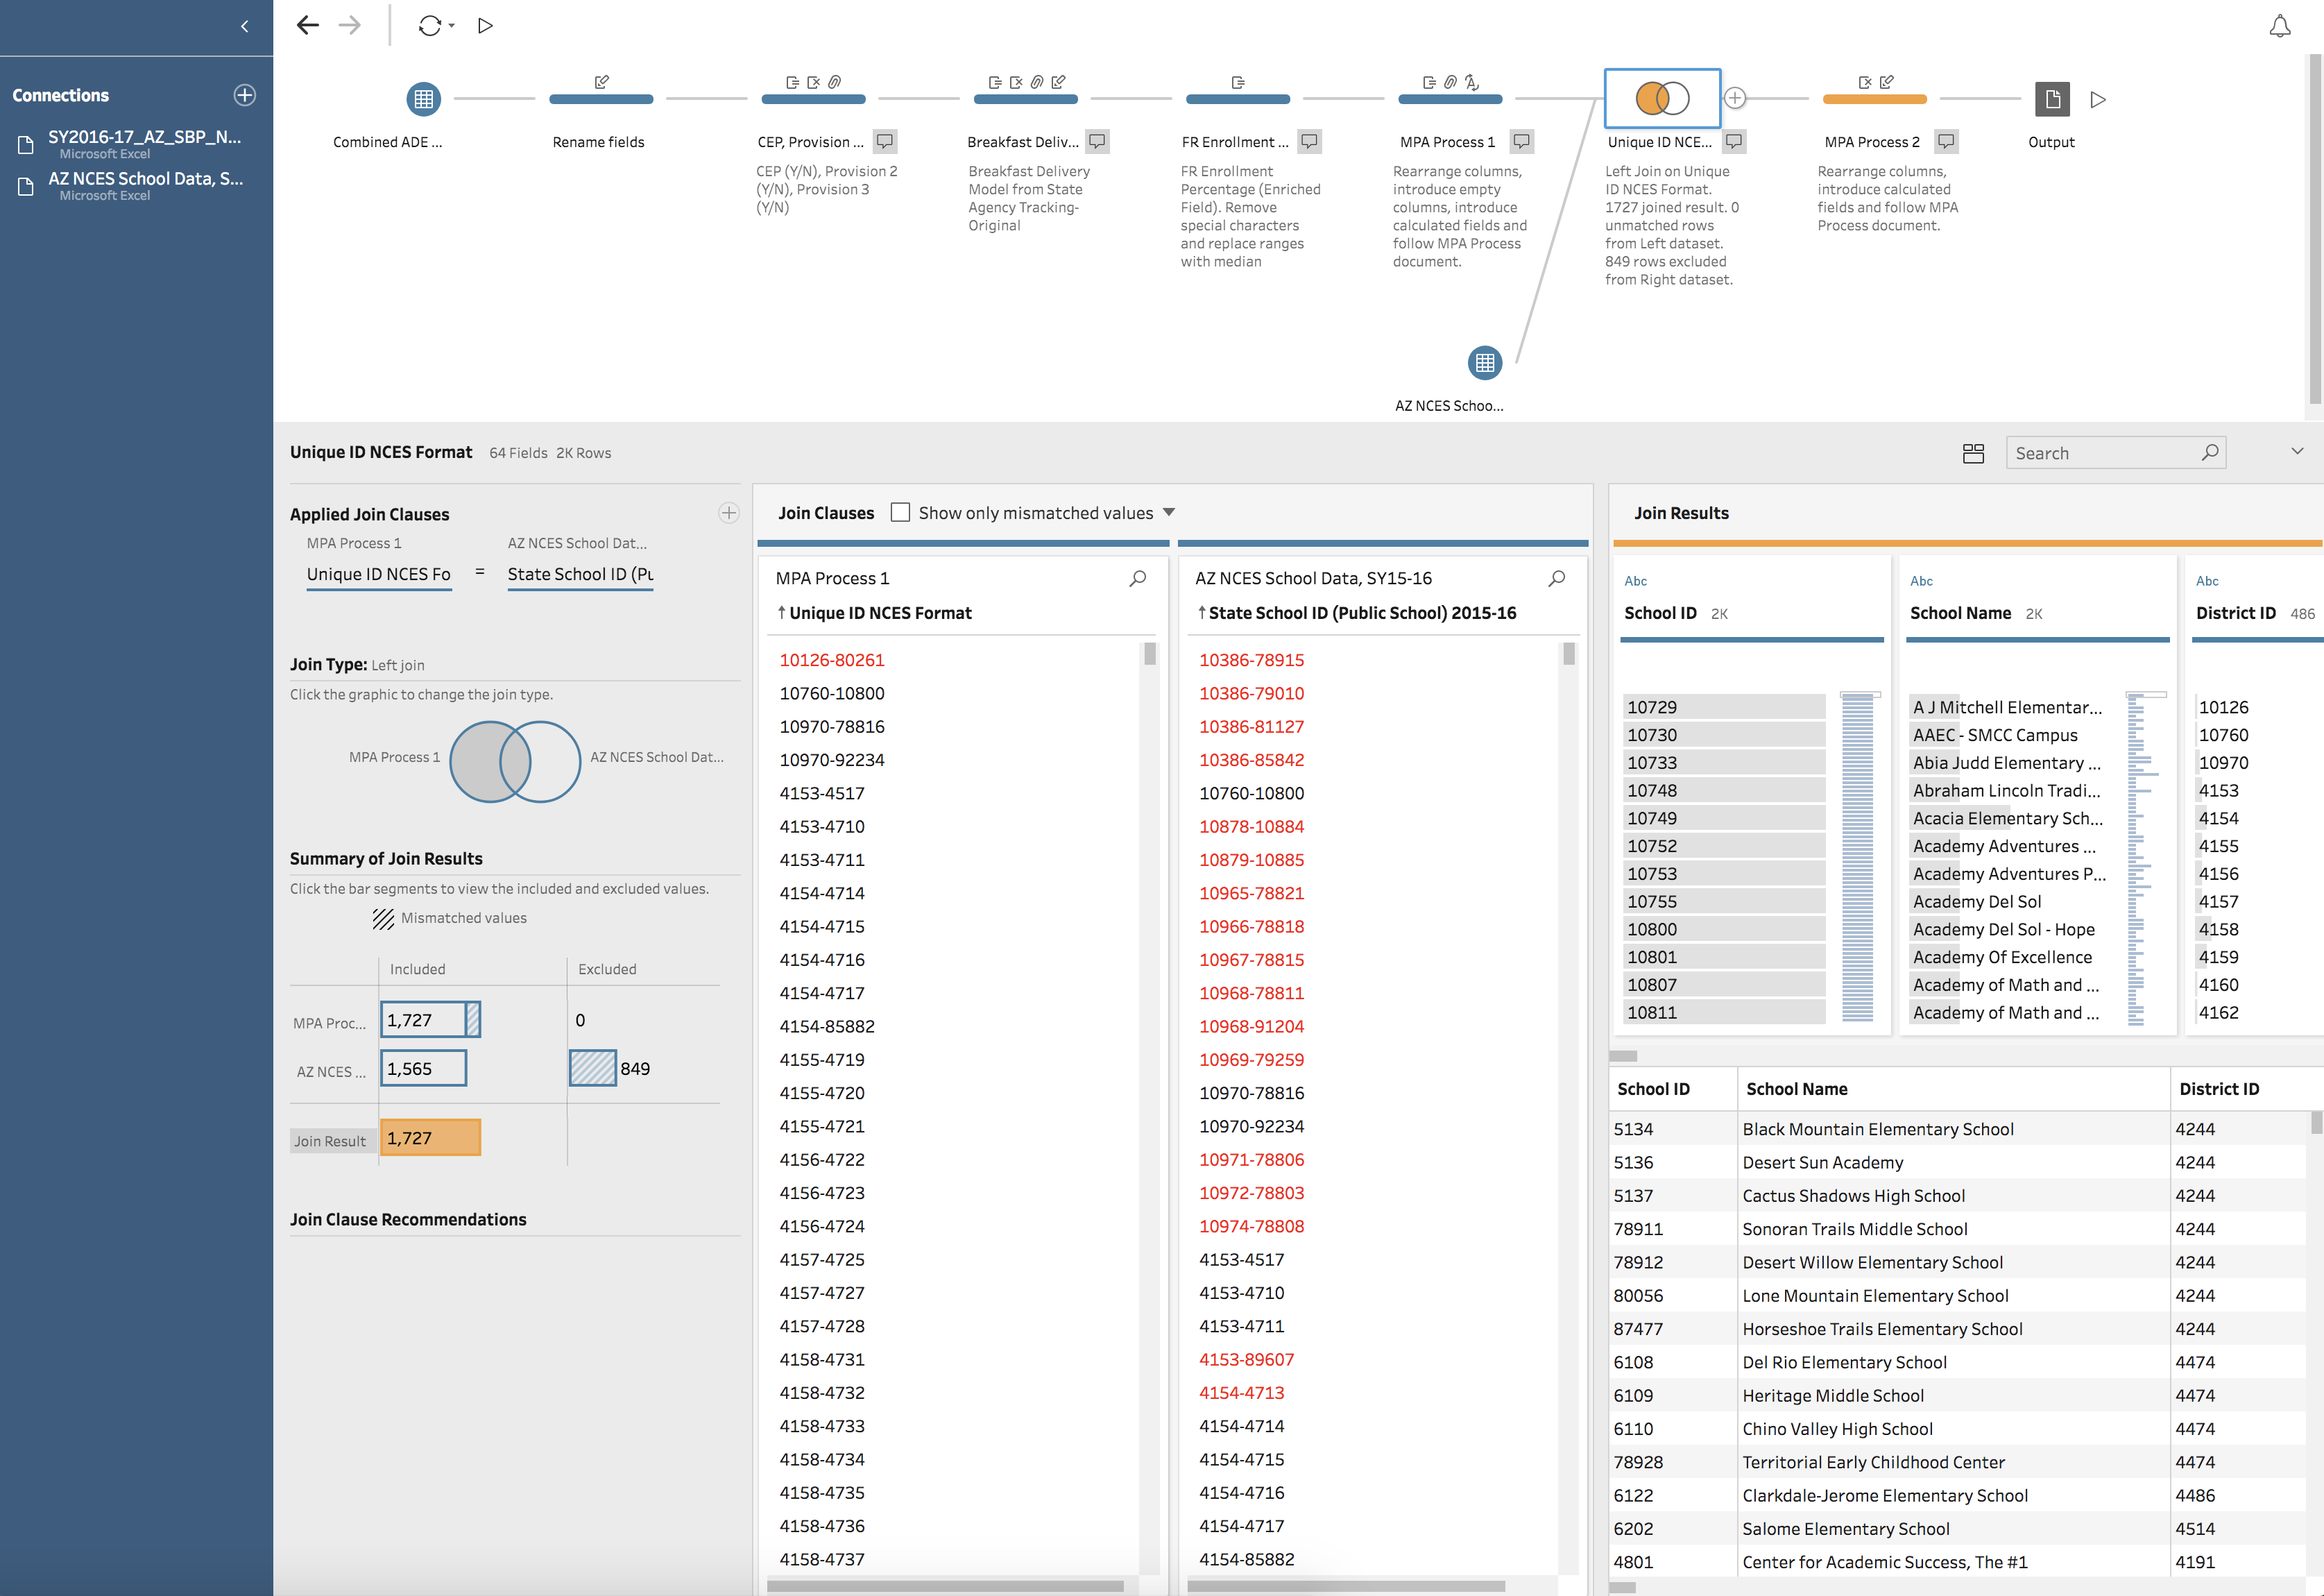 Connections
SY2016-17_AZ_SBP_N...
Microsoft Excel
AZ NCES School Data, S...
Microsoft Excel
Combined ADE ...
Rename fields
CEP, Provision ...
CEP (Y/N), Provision 2
(Y/N), Provision 3
(Y/N)
Breakfast Deliv...
Breakfast Delivery
Model from State
Agency Tracking-
Original
FR Enrollment ...
FR Enrollment
Percentage (Enriched
Field). Remove
special characters
and replace ranges
with median
MPA Process 1
Rearrange columns,
introduce empty
columns, introduce
calculated fields and
follow MPA Process
document.
Unique ID NCE...
Left Join on Unique
ID NCES Format.
1727 joined result. 0
unmatched rows
from Left dataset.
849 rows excluded
from Right dataset.
MPA Process 2
Rearrange columns,
introduce calculated
fields and follow MPA
Process document.
Output
AZ NCES Schoo...
Unique ID NCES Format 64 Fields 2K Rows
Search
Applied Join Clauses
MPA Process 1 AZ NCES School Dat...
Unique ID NCES Fo = State School ID (Pu
Join Type: Left join
Click the graphic to change the join type.
MPA Process 1 AZ NCES School Dat...
Summary of Join Results
Click the bar segments to view the included and excluded values.
Mismatched values
Included Excluded
MPA Proc... 1,727 0
AZ NCES ... 1,565 849
Join Result 1,727
Join Clause Recommendations
Join Clauses Show only mismatched values
MPA Process 1
Unique ID NCES Format
10126-80261
10760-10800
10970-78816
10970-92234
4153-4517
4153-4710
4153-4711
4154-4714
4154-4715
4154-4716
4154-4717
4154-85882
4155-4719
4155-4720
4155-4721
4156-4722
4156-4723
4156-4724
4157-4725
4157-4727
4157-4728
4158-4731
4158-4732
4158-4733
4158-4734
4158-4735
4158-4736
4158-4737
AZ NCES School Data, SY15-16
State School ID (Public School) 2015-16
10386-78915
10386-79010
10386-81127
10386-85842
10760-10800
10878-10884
10879-10885
10965-78821
10966-78818
10967-78815
10968-78811
10968-91204
10969-79259
10970-78816
10970-92234
10971-78806
10972-78803
10974-78808
4153-4517
4153-4710
4153-4711
4153-89607
4154-4713
4154-4714
4154-4715
4154-4716
4154-4717
4154-85882
Join Results
Abc
School ID 2K
10729
10730
10733
10748
10749
10752
10753
10755
10800
10801
10807
10811
Abc
School Name 2K
A J Mitchell Elementar...
AAEC - SMCC Campus
Abia Judd Elementary ...
Abraham Lincoln Tradi...
Acacia Elementary Sch...
Academy Adventures ...
Academy Adventures P...
Academy Del Sol
Academy Del Sol - Hope
Academy Of Excellence
Academy of Math and ...
Academy of Math and ...
Abc
District ID 486
10126
10760
10970
4153
4154
4155
4156
4157
4158
4159
4160
4162
School ID School Name District ID
5134 Black Mountain Elementary School 4244
5136 Desert Sun Academy 4244
5137 Cactus Shadows High School 4244
78911 Sonoran Trails Middle School 4244
78912 Desert Willow Elementary School 4244
80056 Lone Mountain Elementary School 4244
87477 Horseshoe Trails Elementary School 4244
6108 Del Rio Elementary School 4474
6109 Heritage Middle School 4474
6110 Chino Valley High School 4474
78928 Territorial Early Childhood Center 4474
6122 Clarkdale-Jerome Elementary School 4486
6202 Salome Elementary School 4514
4801 Center for Academic Success, The #1 4191